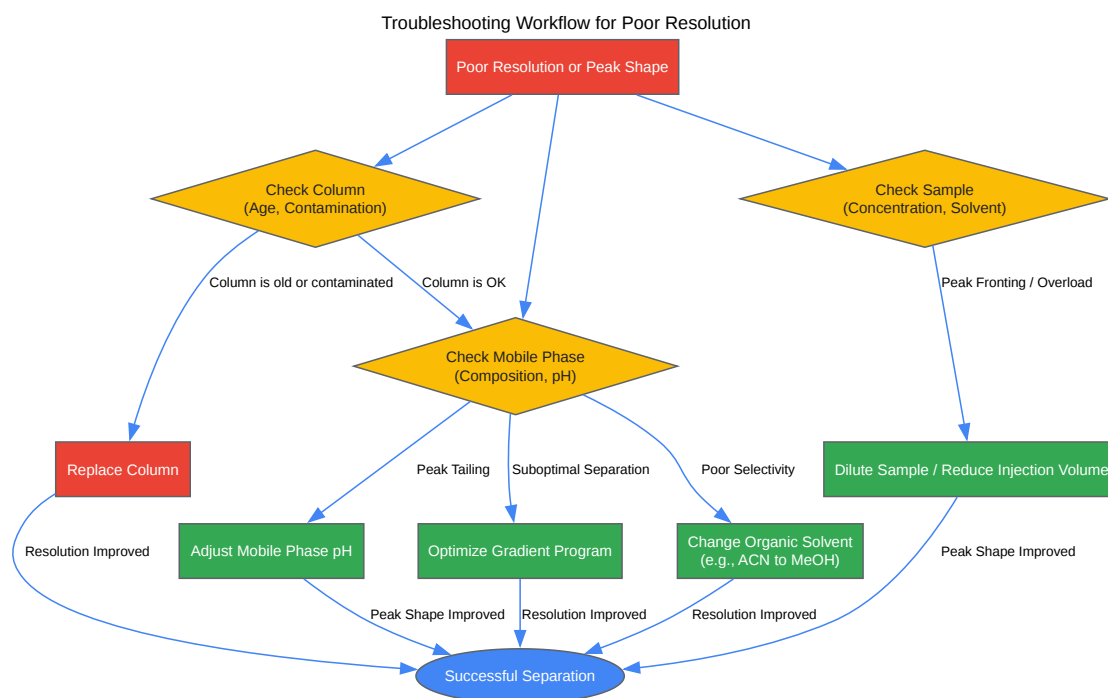 Troubleshooting Workflow for Poor Resolution
Poor Resolution or Peak Shape
Check Column
(Age, Contamination)
Check Sample
(Concentration, Solvent)
Column is old or contaminated
Column is OK
Peak Fronting / Overload
Check Mobile Phase
(Composition, pH)
Replace Column
Peak Tailing
Suboptimal Separation
Poor Selectivity
Dilute Sample / Reduce Injection Volume
Resolution Improved
Adjust Mobile Phase pH
Optimize Gradient Program
Change Organic Solvent
(e.g., ACN to MeOH)
Peak Shape Improved
Peak Shape Improved
Resolution Improved
Resolution Improved
Successful Separation